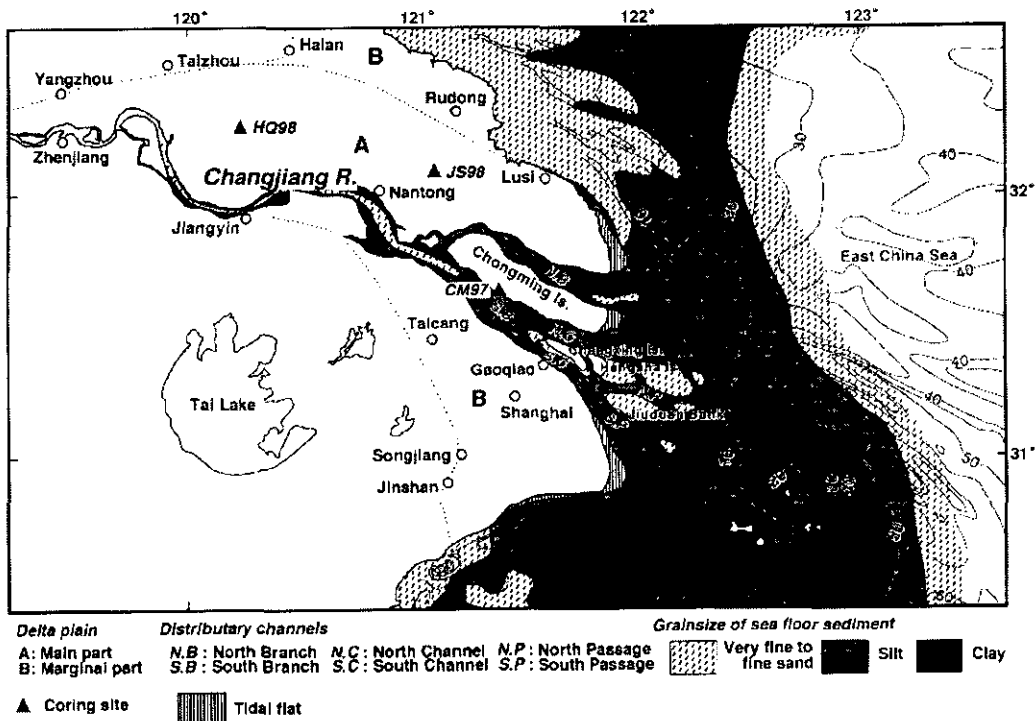 120° 121° 122° 123°
Yangzhou
Taizhou
Haian
B
Rudong
HQ98
A
Zhenjiang
Changjiang R.
JS98
Nantong
Lusi
Jiangyin
30
40
32°
East China Sea
40
Chongming Is.
N.B
CM97
Taicang
Gaoqiao
B
Shanghai
Tai Lake
Jiuduan Bank
40
40
50
31°
Songjiang
Jinshan
50
Delta plain
A: Main part
B: Marginal part
Distributary channels
N.B : North Branch N.C : North Channel N.P : North Passage
S.B : South Branch S.C : South Channel S.P : South Passage
Grainsize of sea floor sediment
Very fine to
fine sand
Silt
Clay
Coring site
Tidal flat